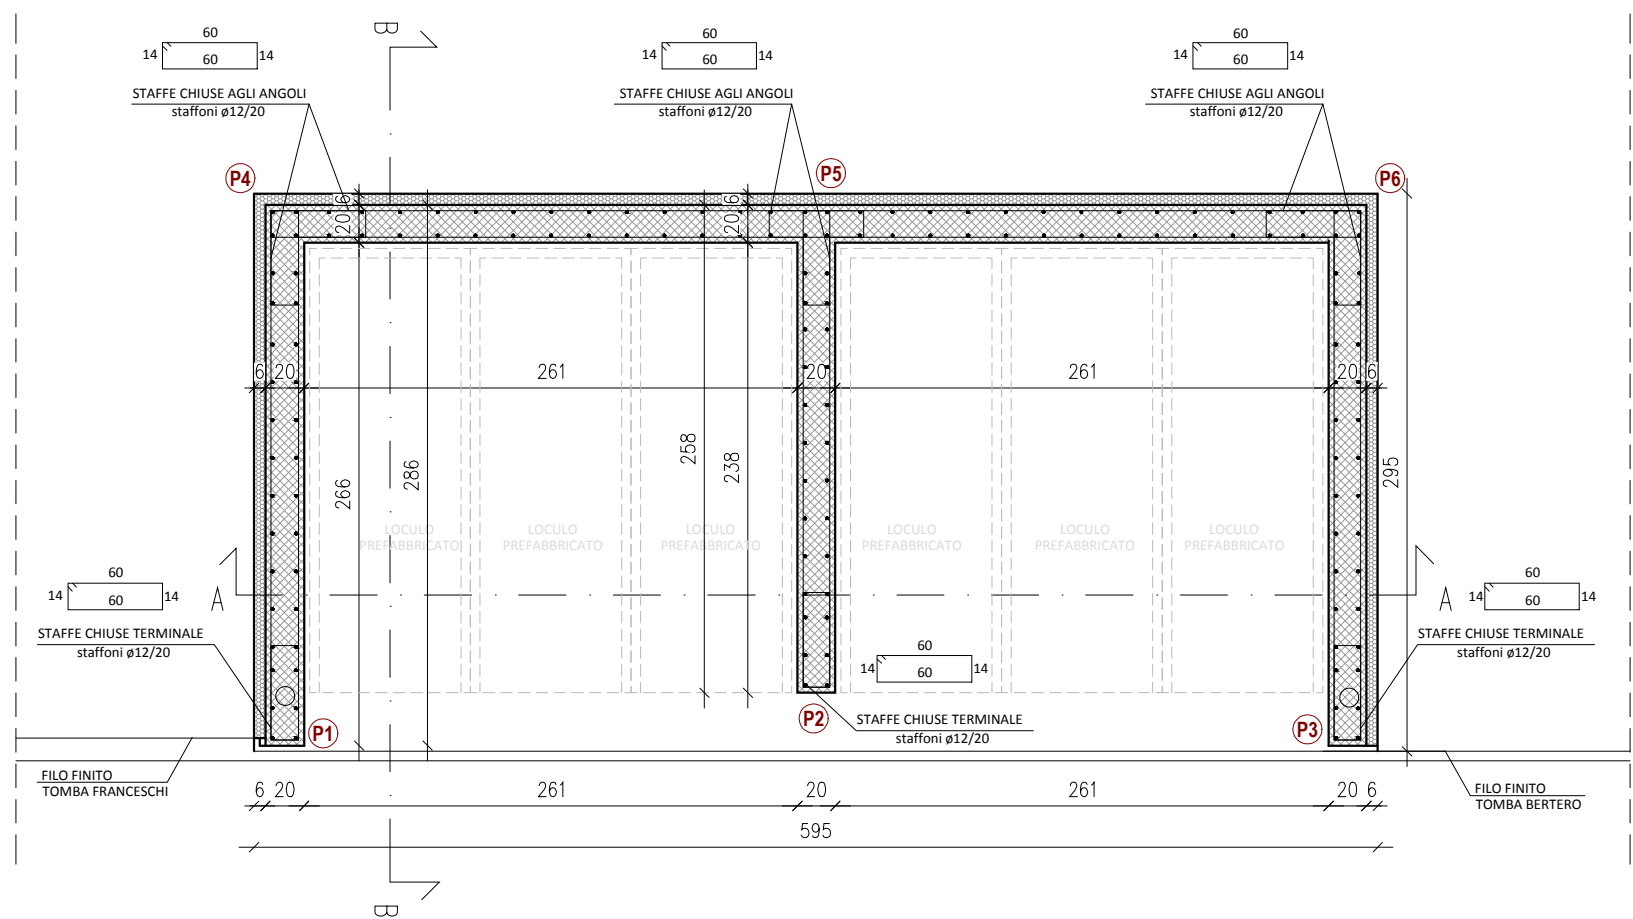 B
60
14
60
14
STAFFE CHIUSE AGLI ANGOLI
staffoni ø12/20
60
14
60
14
STAFFE CHIUSE AGLI ANGOLI
staffoni ø12/20
60
14
60
14
STAFFE CHIUSE AGLI ANGOLI
staffoni ø12/20
P4
P5
P6
6
20
6
20
6
20
261
20
261
20
6
266
286
258
238
295
LOCULO
PREFABBRICATO
LOCULO
PREFABBRICATO
LOCULO
PREFABBRICATO
LOCULO
PREFABBRICATO
LOCULO
PREFABBRICATO
LOCULO
PREFABBRICATO
60
14
60
14
A
A
60
14
60
14
STAFFE CHIUSE TERMINALE
staffoni ø12/20
STAFFE CHIUSE TERMINALE
staffoni ø12/20
60
14
60
14
STAFFE CHIUSE TERMINALE
staffoni ø12/20
P1
P2
P3
FILO FINITO
TOMBA FRANCESCHI
FILO FINITO
TOMBA BERTERO
6
20
261
20
261
20
6
595
B